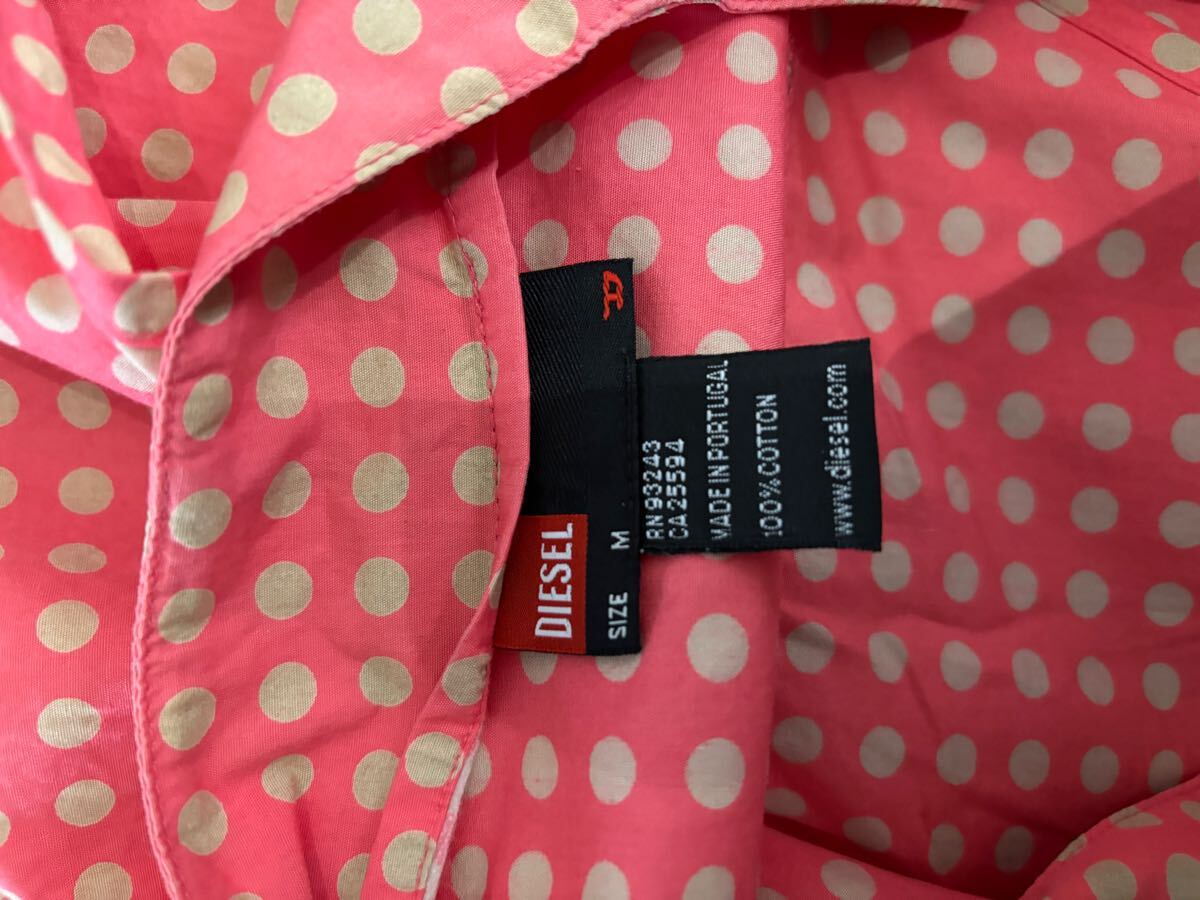 DIESEL
SIZE M
RN 93243
CA 25594
MADE IN PORTUGAL
100% COTTON
www.diesel.com